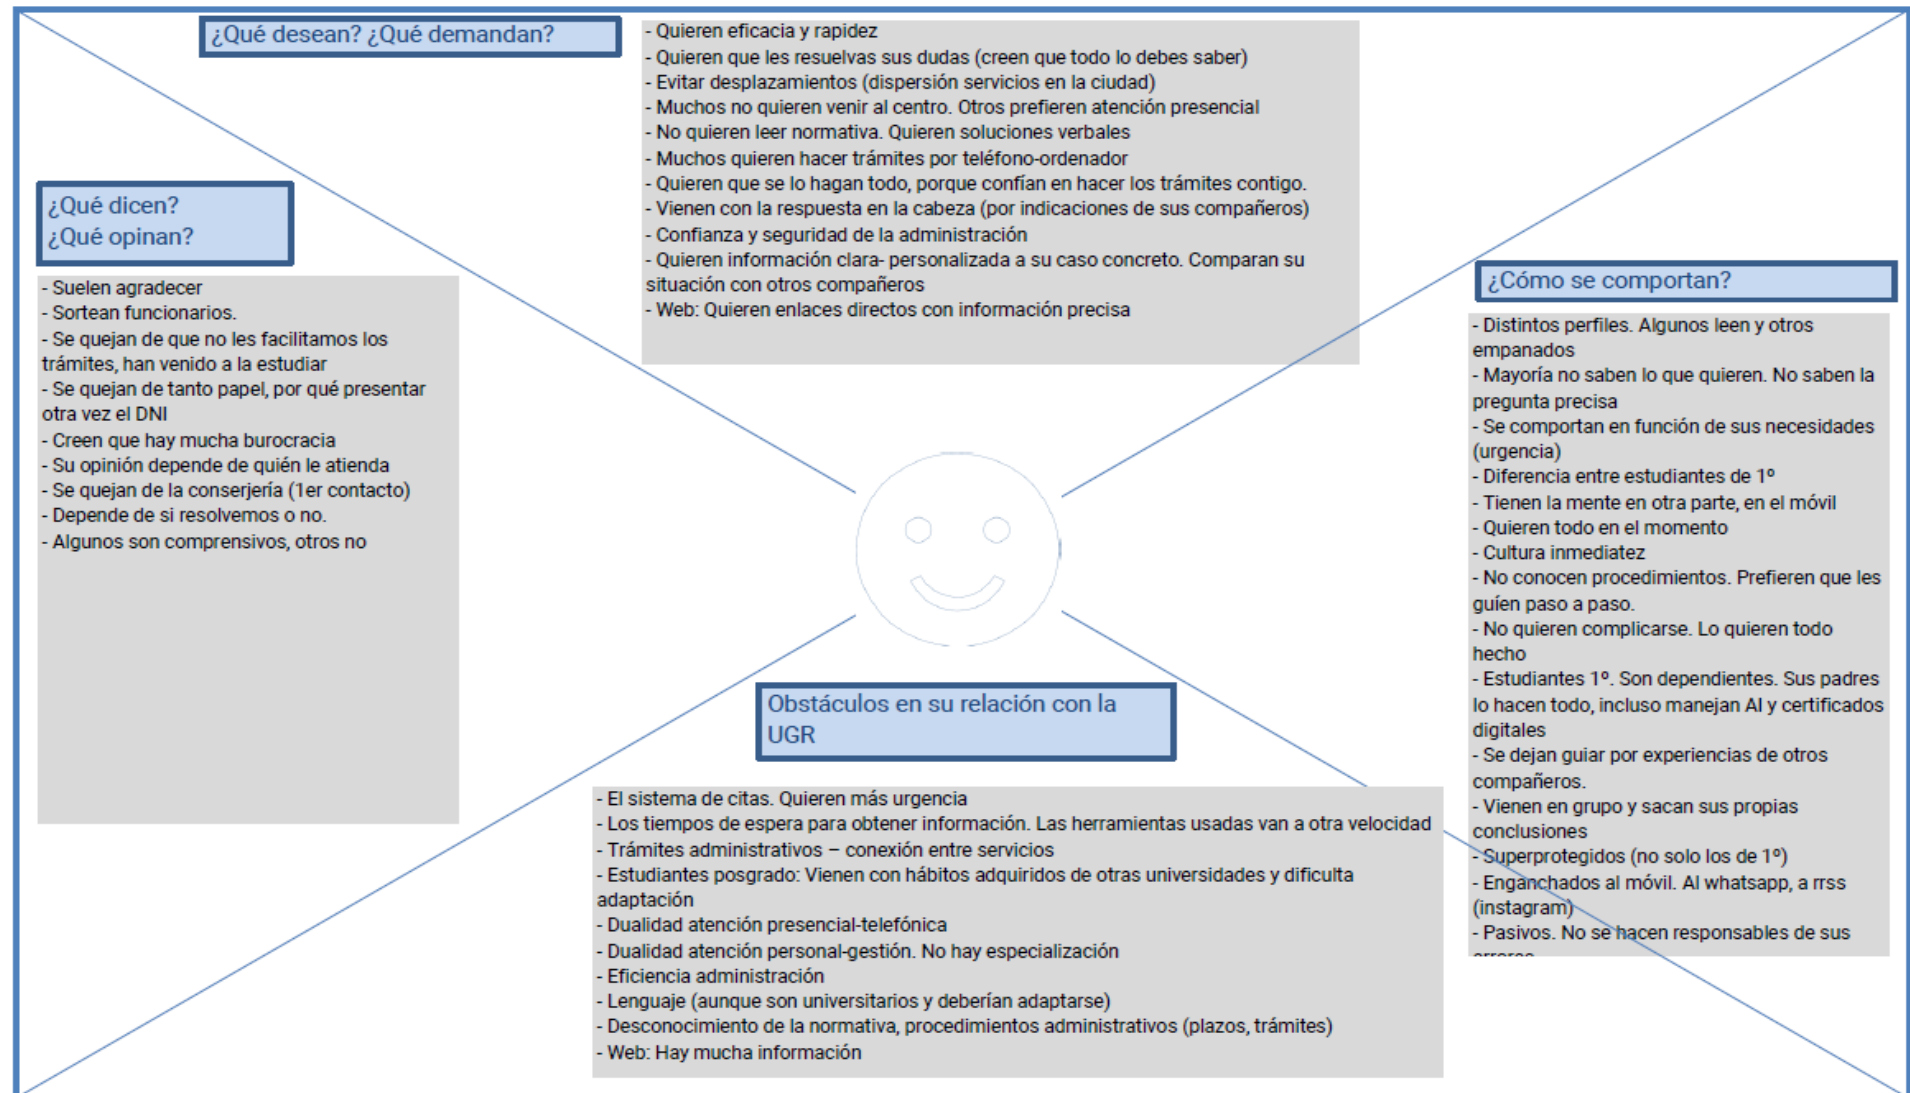 ¿Qué desean? ¿Qué demandan?
- Quieren eficacia y rapidez
- Quieren que les resuelvas sus dudas (creen que todo lo debes saber)
- Evitar desplazamientos (dispersión servicios en la ciudad)
- Muchos no quieren venir al centro. Otros prefieren atención presencial
- No quieren leer normativa. Quieren soluciones verbales
- Muchos quieren hacer trámites por teléfono-ordenador
- Quieren que se lo hagan todo, porque confían en hacer los trámites contigo.
- Vienen con la respuesta en la cabeza (por indicaciones de sus compañeros)
- Confianza y seguridad de la administración
- Quieren información clara- personalizada a su caso concreto. Comparan su
situación con otros compañeros
- Web: Quieren enlaces directos con información precisa
¿Qué dicen?
¿Qué opinan?
- Suelen agradecer
- Sortean funcionarios.
- Se quejan de que no les facilitamos los
trámites, han venido a la estudiar
- Se quejan de tanto papel, por qué presentar
otra vez el DNI
- Creen que hay mucha burocracia
- Su opinión depende de quién le atienda
- Se quejan de la conserjería (1er contacto)
- Depende de si resolvemos o no.
- Algunos son comprensivos, otros no
¿Cómo se comportan?
- Distintos perfiles. Algunos leen y otros
empanados
- Mayoría no saben lo que quieren. No saben la
pregunta precisa
- Se comportan en función de sus necesidades
(urgencia)
- Diferencia entre estudiantes de 1º
- Tienen la mente en otra parte, en el móvil
- Quieren todo en el momento
- Cultura inmediatez
- No conocen procedimientos. Prefieren que les
guíen paso a paso.
- No quieren complicarse. Lo quieren todo
hecho
- Estudiantes 1º. Son dependientes. Sus padres
lo hacen todo, incluso manejan AI y certificados
digitales
- Se dejan guiar por experiencias de otros
compañeros.
- Vienen en grupo y sacan sus propias
conclusiones
- Superprotegidos (no solo los de 1º)
- Enganchados al móvil. Al whatsapp, a rrss
(instagram)
- Pasivos. No se hacen responsables de sus
Obstáculos en su relación con la
UGR
- El sistema de citas. Quieren más urgencia
- Los tiempos de espera para obtener información. Las herramientas usadas van a otra velocidad
- Trámites administrativos – conexión entre servicios
- Estudiantes posgrado: Vienen con hábitos adquiridos de otras universidades y dificulta
adaptación
- Dualidad atención presencial-telefónica
- Dualidad atención personal-gestión. No hay especialización
- Eficiencia administración
- Lenguaje (aunque son universitarios y deberían adaptarse)
- Desconocimiento de la normativa, procedimientos administrativos (plazos, trámites)
- Web: Hay mucha información